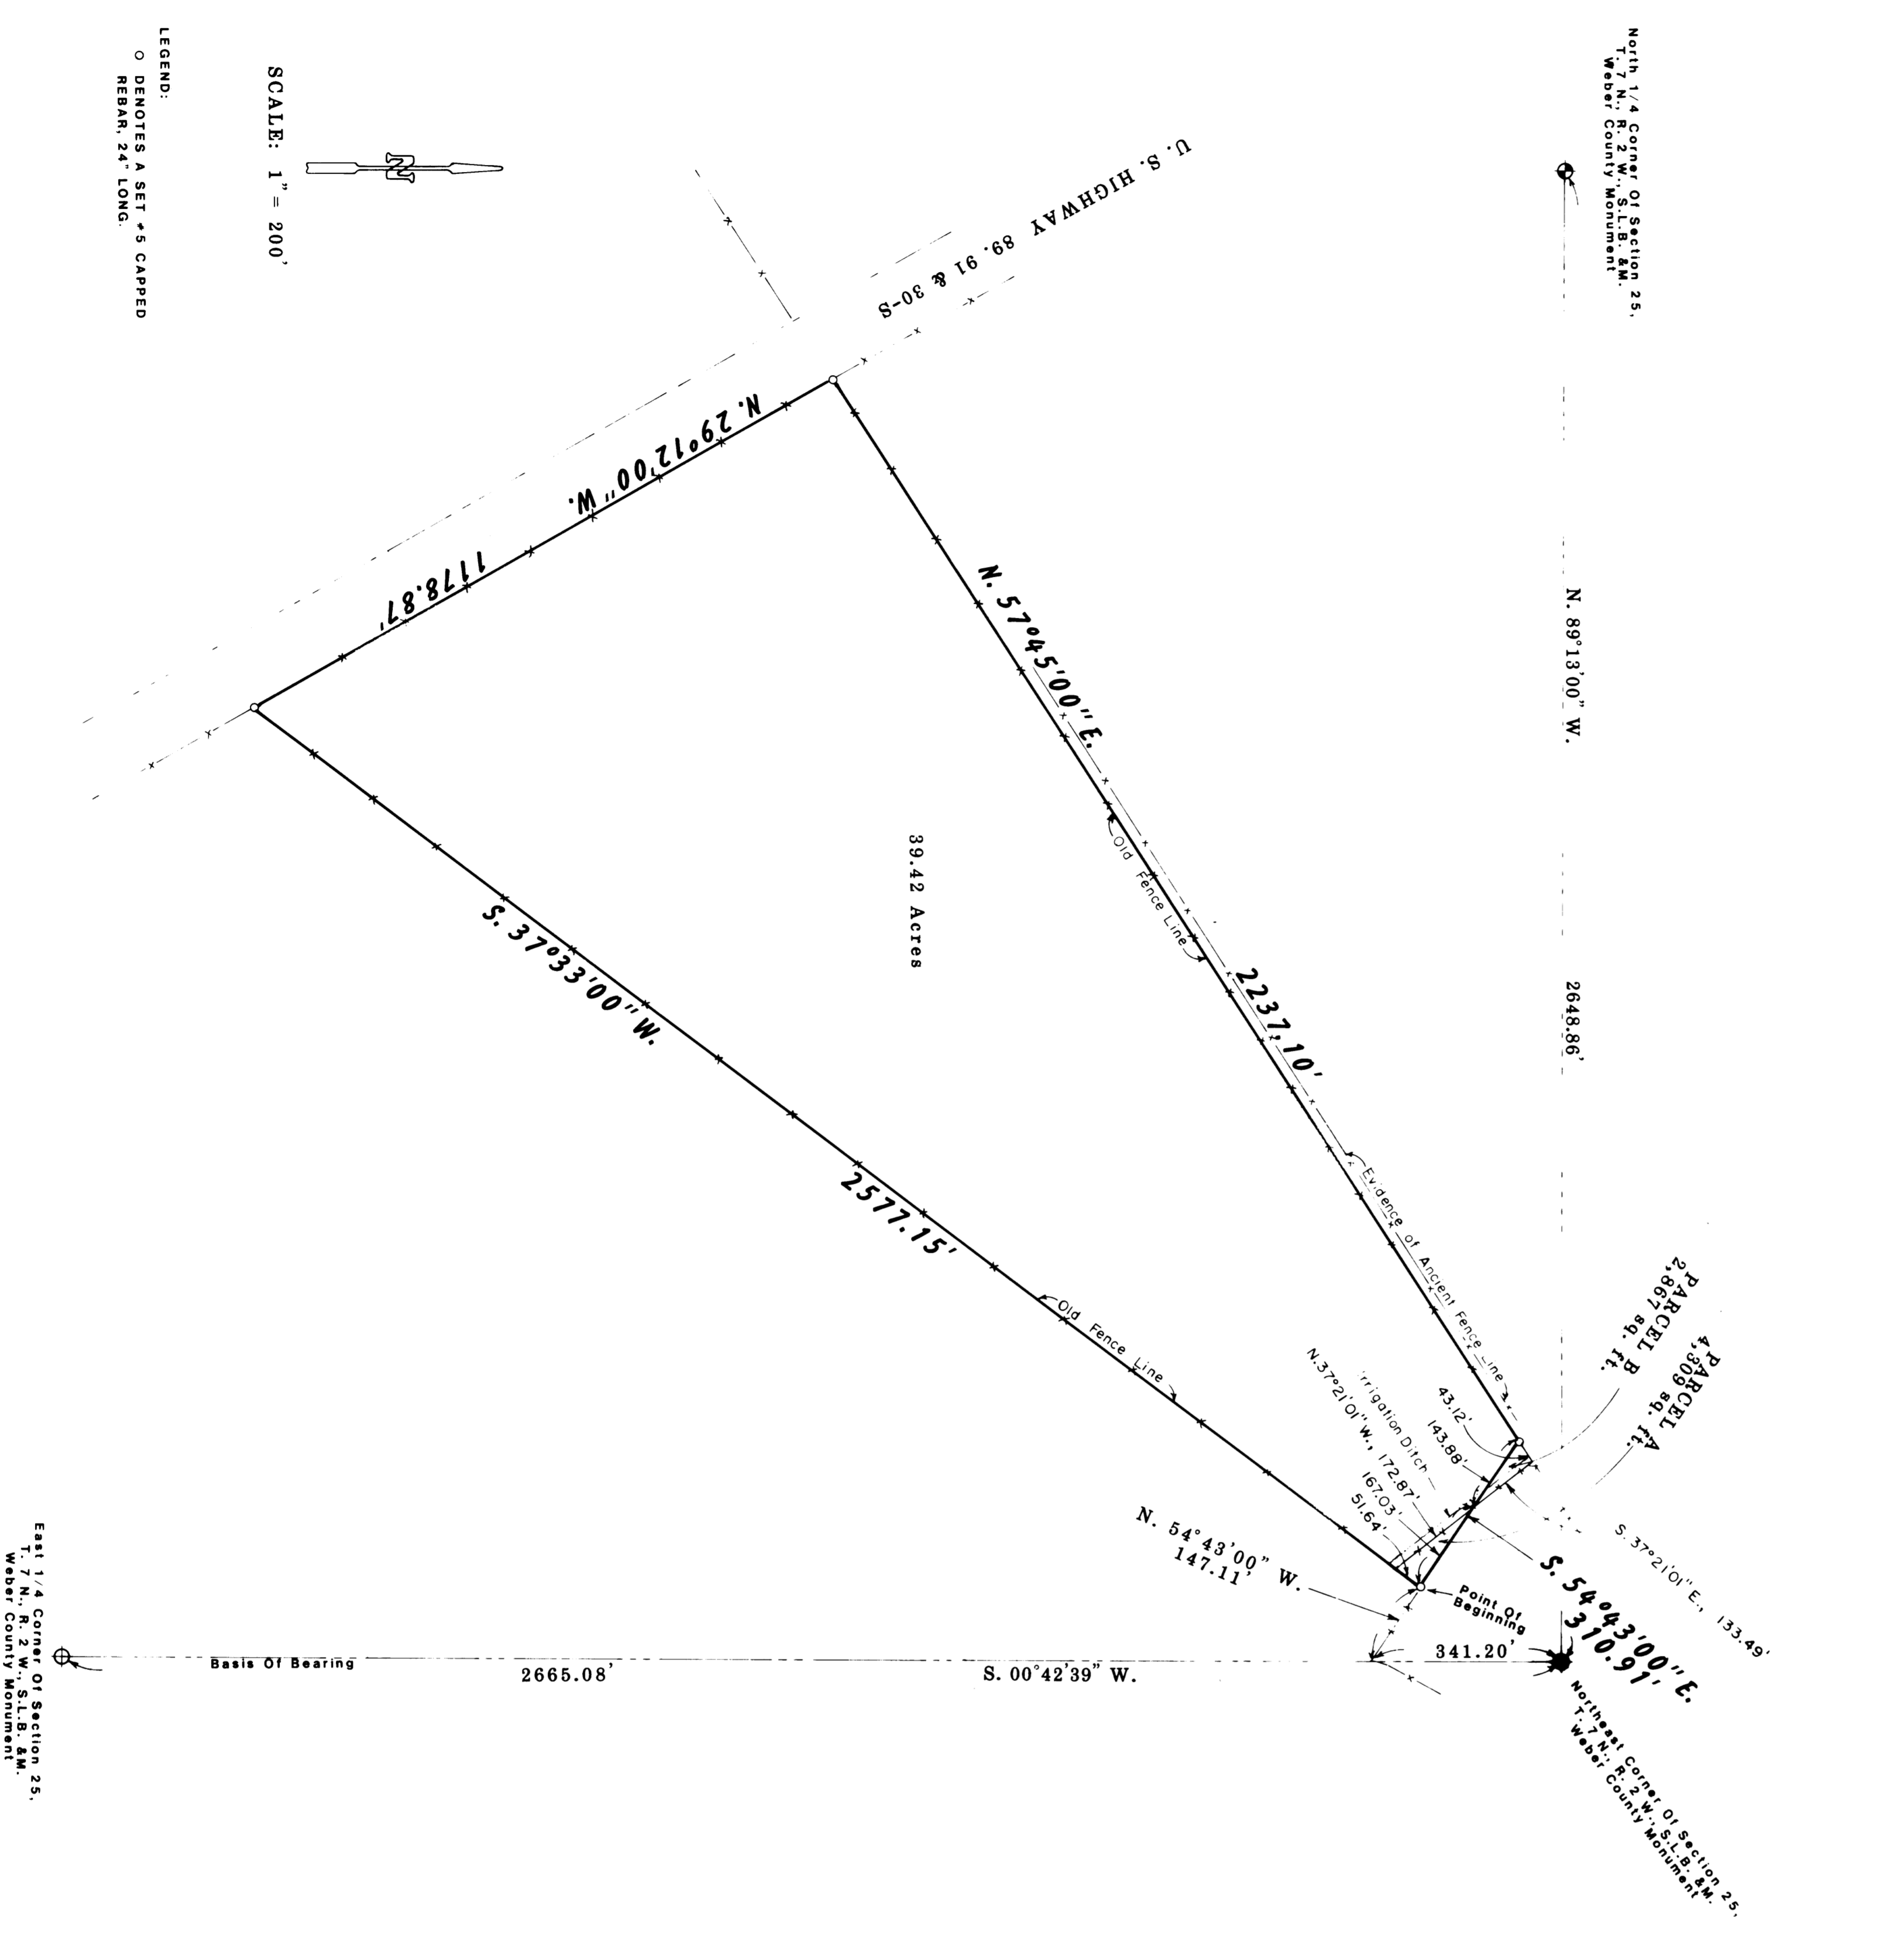 LEGEND:
O DENOTES A SET #5 CAPPED
REBAR, 24" LONG.
SCALE: 1" = 200'
N
U. S. HIGHWAY 89. 91 & 30-S
North 1/4 Corner Of Section 25,
T. 7 N., R. 2 W., S.L.B. &M.
Weber County Monument
N. 89°13'00" W.
2648.86'
N. 29°12'00" W.
1178.87'
N. 57°45'00" E.
2237.10'
Old Fence Line
Evidence of Ancient Fence Line
39.42 Acres
S. 37°33'00" W.
2577.15'
Old Fence Line
PARCEL B
2,867 sq. ft.
PARCEL A
4,309 sq. ft.
43.12'
143.88'
Irrigation Ditch
N.37°21'01" W., 172.87'
167.03'
51.64'
N. 54°43'00" W.
147.11'
S. 37°21'01" E., 133.49'
S. 54°43'00" E.
310.91'
Point Of
Beginning
341.20'
Northeast Corner Of Section 25,
T. 7 N., R. 2 W., S.L.B. &M.
Weber County Monument
Basis Of Bearing
2665.08'
S. 00°42'39" W.
East 1/4 Corner Of Section 25,
T. 7 N., R. 2 W., S.L.B. &M.
Weber County Monument